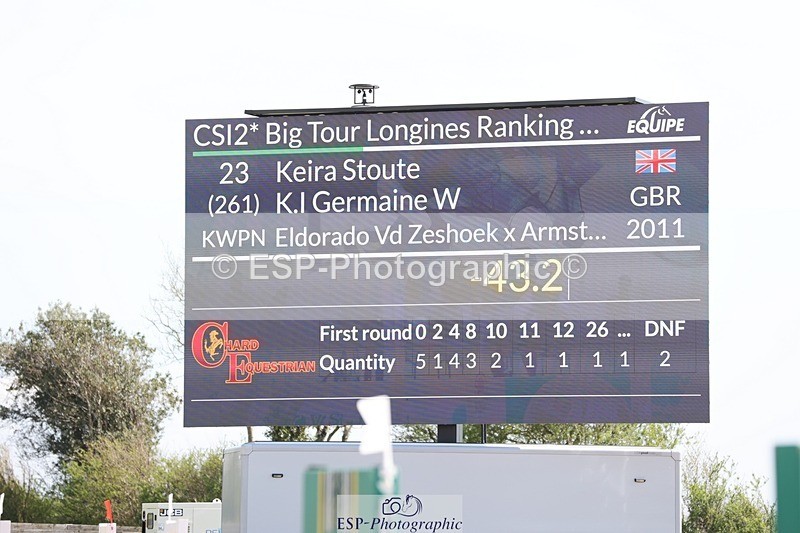 CSI2* Big Tour Longines Ranking ... EQUIPE
23 Keira Stoute
(261) K.I Germaine W GBR
KWPN Eldorado Vd Zeshoek x Armst... 2011
© ESP-Photographic ©
-43.2
First round 0 2 4 8 10 11 12 26 ... DNF
Quantity 5 1 4 3 2 1 1 1 1 2
CHARD
EQUESTRIAN
JCB
ESP-Photographic